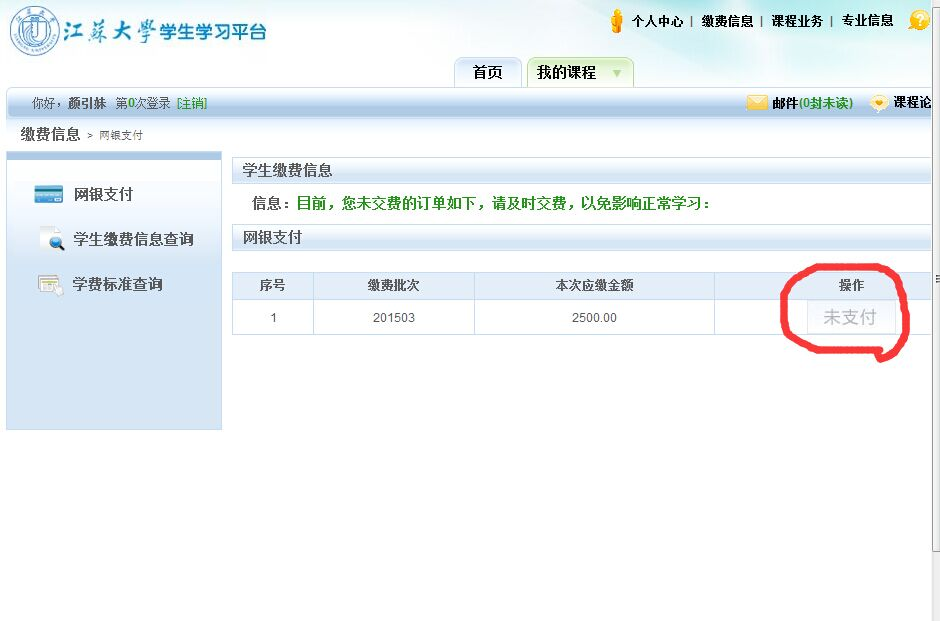 江苏大学学生学习平台
个人中心 | 缴费信息 | 课程业务 | 专业信息
首页 我的课程
你好，颜引妹 第0次登录 [注销] 邮件(0封未读) 课程论
缴费信息 > 网银支付
网银支付
学生缴费信息查询
学费标准查询
学生缴费信息
信息：目前，您未交费的订单如下，请及时交费，以免影响正常学习：
网银支付
序号 缴费批次 本次应缴金额 操作
1 201503 2500.00 未支付